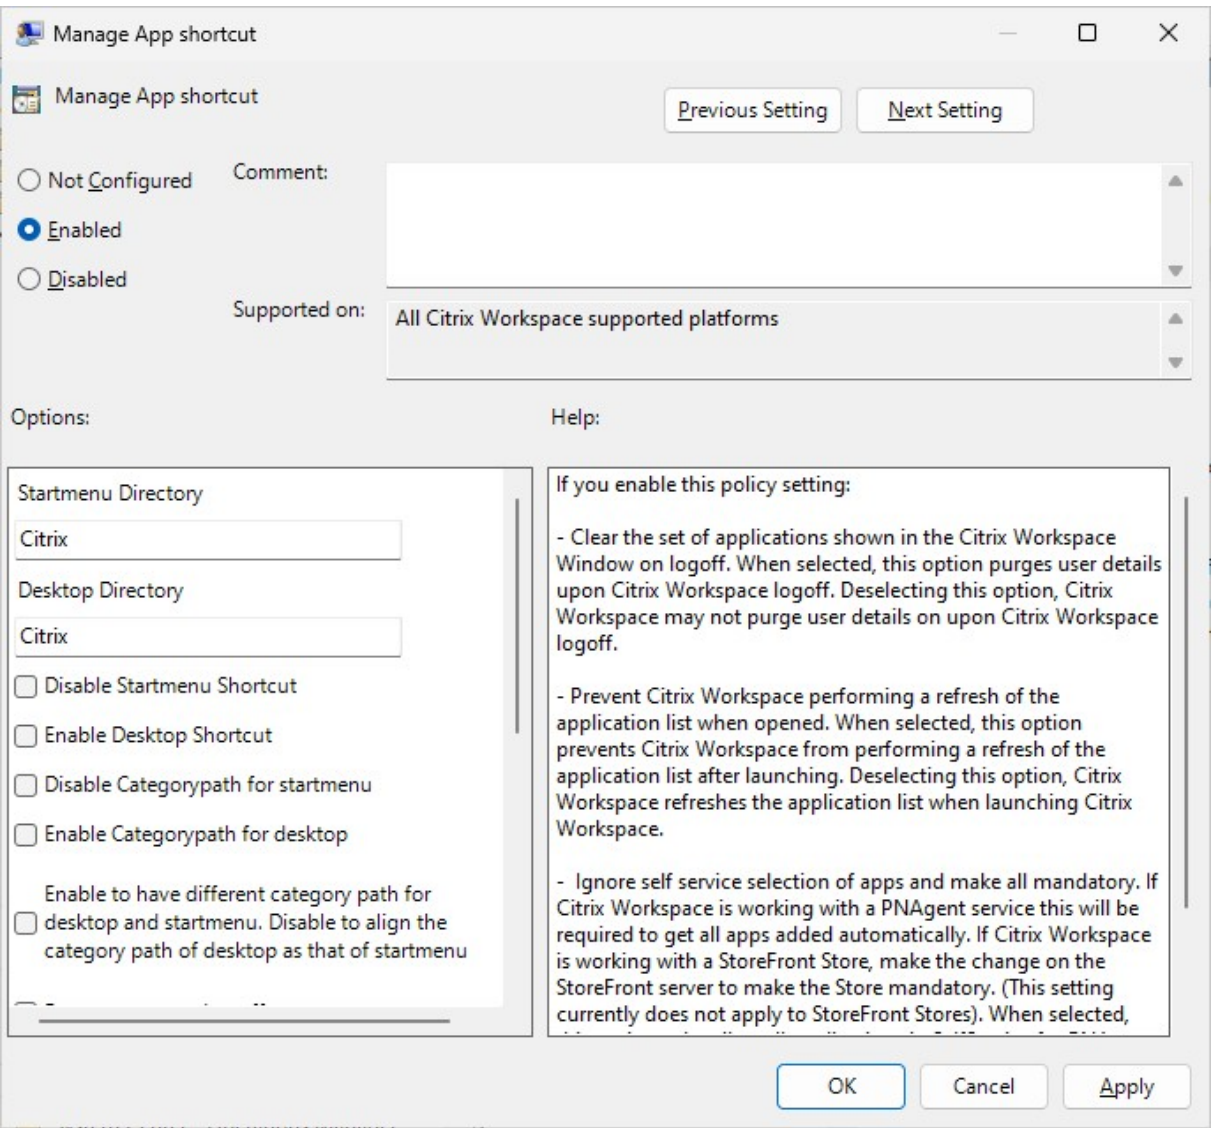 Manage App shortcut
Manage App shortcut
Previous Setting
Next Setting
Not Configured
Comment:
Enabled
Disabled
Supported on:
All Citrix Workspace supported platforms
Options:
Help:
Startmenu Directory
Citrix
Desktop Directory
Citrix
Disable Startmenu Shortcut
Enable Desktop Shortcut
Disable Categorypath for startmenu
Enable Categorypath for desktop
Enable to have different category path for
desktop and startmenu. Disable to align the
category path of desktop as that of startmenu
If you enable this policy setting:
- Clear the set of applications shown in the Citrix Workspace
Window on logoff. When selected, this option purges user details
upon Citrix Workspace logoff. Deselecting this option, Citrix
Workspace may not purge user details on upon Citrix Workspace
logoff.
- Prevent Citrix Workspace performing a refresh of the
application list when opened. When selected, this option
prevents Citrix Workspace from performing a refresh of the
application list after launching. Deselecting this option, Citrix
Workspace refreshes the application list when launching Citrix
Workspace.
- Ignore self service selection of apps and make all mandatory. If
Citrix Workspace is working with a PNAgent service this will be
required to get all apps added automatically. If Citrix Workspace
is working with a StoreFront Store, make the change on the
StoreFront server to make the Store mandatory. (This setting
currently does not apply to StoreFront Stores). When selected,
OK
Cancel
Apply